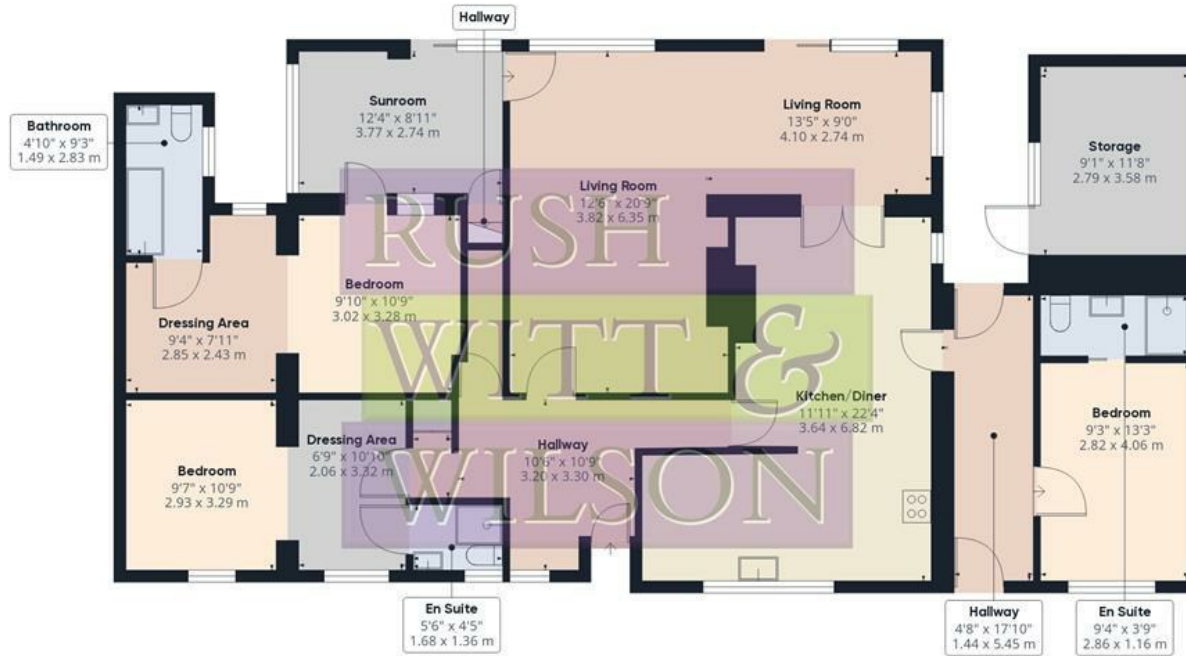 Hallway
Sunroom
12'4" x 8'11"
3.77 x 2.74 m
Living Room
13'5" x 9'0"
4.10 x 2.74 m
Bathroom
4'10" x 9'3"
1.49 x 2.83 m
Storage
9'1" x 11'8"
2.79 x 3.58 m
Living Room
12'6" x 20'9"
3.82 x 6.35 m
RUSH
WITT &
WILSON
Bedroom
9'10" x 10'9"
3.02 x 3.28 m
Dressing Area
9'4" x 7'11"
2.85 x 2.43 m
Kitchen/Diner
11'11" x 22'4"
3.64 x 6.82 m
Bedroom
9'3" x 13'3"
2.82 x 4.06 m
Dressing Area
6'9" x 10'10"
2.06 x 3.32 m
Hallway
10'6" x 10'9"
3.20 x 3.30 m
Bedroom
9'7" x 10'9"
2.93 x 3.29 m
En Suite
5'6" x 4'5"
1.68 x 1.36 m
Hallway
4'8" x 17'10"
1.44 x 5.45 m
En Suite
9'4" x 3'9"
2.86 x 1.16 m